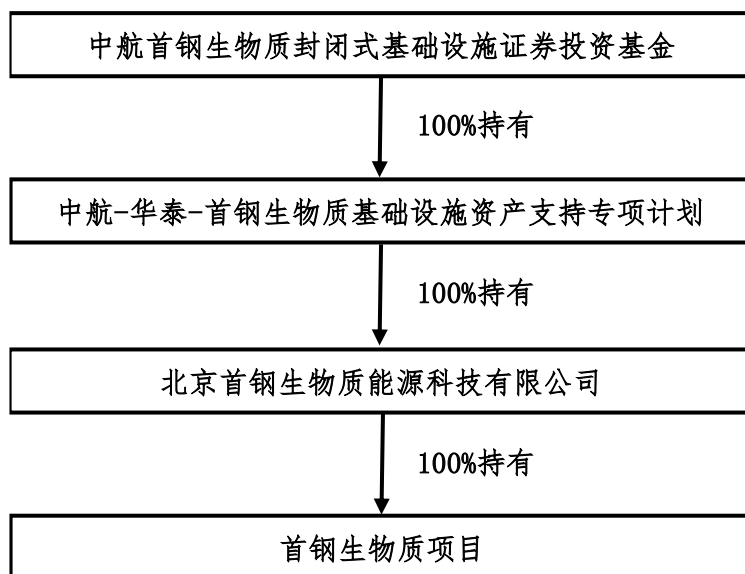 中航首钢生物质封闭式基础设施证券投资基金
100%持有
中航-华泰-首钢生物质基础设施资产支持专项计划
100%持有
北京首钢生物质能源科技有限公司
100%持有
首钢生物质项目